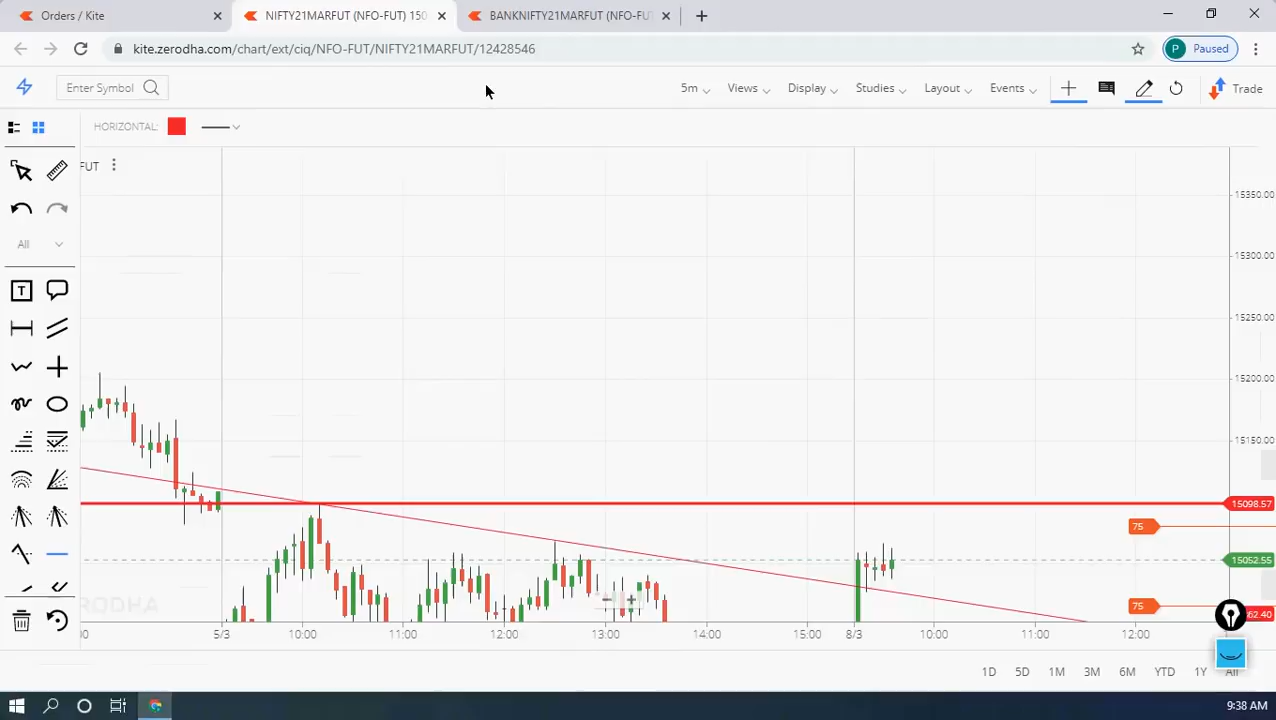 Orders / Kite
NIFTY21MARFUT (NFO-FUT) 150
BANKNIFTY21MARFUT (NFO-FU
kite.zerodha.com/chart/ext/ciq/NFO-FUT/NIFTY21MARFUT/12428546
P Paused
Enter Symbol
5m Views Display Studies Layout Events Trade
HORIZONTAL:
FUT
All
T
15350.00
15300.00
15250.00
15200.00
15150.00
15098.57
75
15052.55
75
62.40
ZERODHA
:00 5/3 10:00 11:00 12:00 13:00 14:00 15:00 8/3 10:00 11:00 12:00
1D 5D 1M 3M 6M YTD 1Y All
9:38 AM